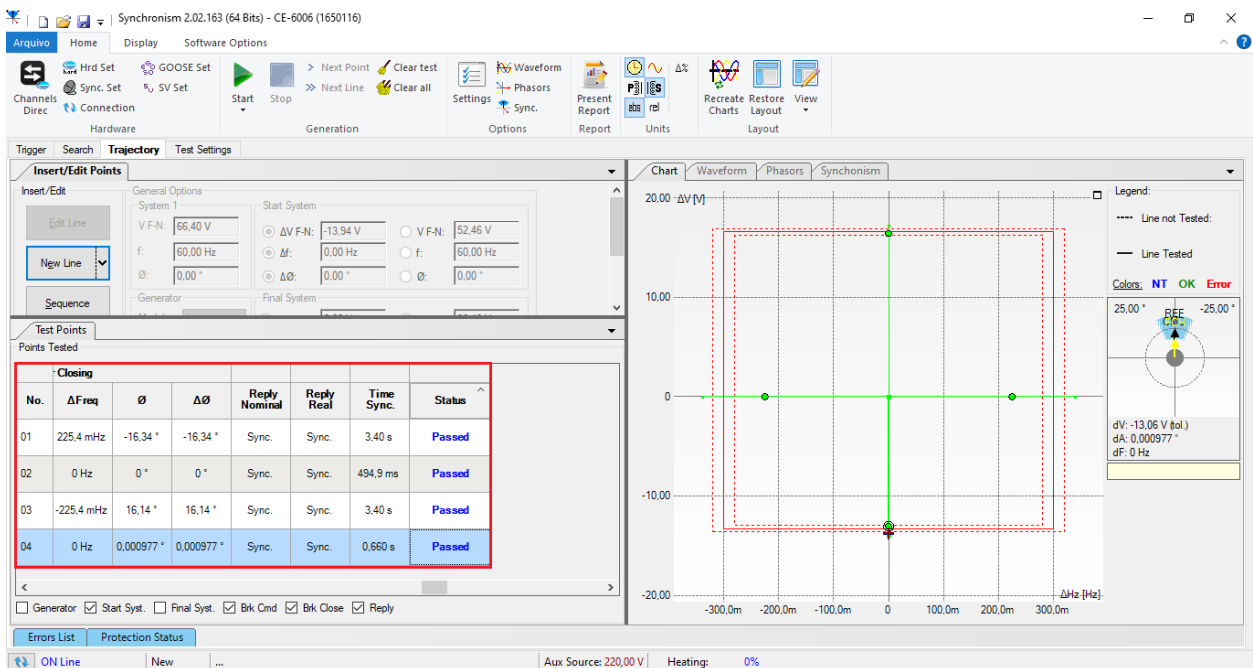 Synchronism 2.02.163 (64 Bits) - CE-6006 (1650116)
Arquivo Home Display Software Options
Channels Direc
Hrd Set
Sync. Set
Connection
GOOSE Set
SV Set
Hardware
Start
Stop
Next Point
Next Line
Clear test
Clear all
Generation
Settings
Waveform
Phasors
Sync.
Options
Present Report
Report
Δ%
abs rel
Units
Recreate Charts
Restore Layout
View
Layout
Trigger Search Trajectory Test Settings
Insert/Edit Points
Insert/Edit
Edit Line
New Line
Sequence
General Options
System 1
V F-N: 66,40 V
f: 60,00 Hz
Ø: 0,00 °
Generator
Start System
ΔV F-N: -13,94 V V F-N: 52,46 V
Δf: 0,00 Hz f: 60,00 Hz
ΔØ: 0,00 ° Ø: 0,00 °
Final System
Test Points
Points Tested
Closing
No. ΔFreq Ø ΔØ Reply Nominal Reply Real Time Sync. Status
01 225,4 mHz -16,34 ° -16,34 ° Sync. Sync. 3,40 s Passed
02 0 Hz 0 ° 0 ° Sync. Sync. 494,9 ms Passed
03 -225,4 mHz 16,14 ° 16,14 ° Sync. Sync. 3,40 s Passed
04 0 Hz 0,000977 ° 0,000977 ° Sync. Sync. 0,660 s Passed
Generator Start Syst. Final Syst. Brk Cmd Brk Close Reply
Errors List Protection Status
Chart Waveform Phasors Synchronism
ΔV [V]
20,00
10,00
0
-10,00
-20,00
-300,0m -200,0m -100,0m 0 100,0m 200,0m 300,0m
ΔHz [Hz]
Legend:
Line not Tested:
Line Tested
Colors: NT OK Error
25,00 ° REF -25,00 °
dV: -13,06 V (tol.)
dA: 0,000977 °
dF: 0 Hz
ON Line New ... Aux Source: 220,00 V Heating: 0%